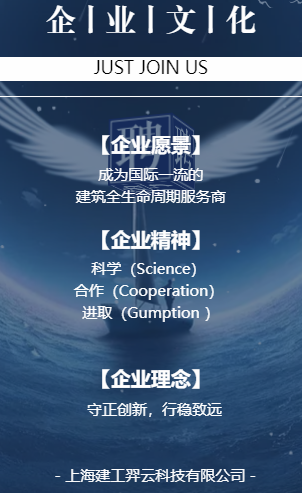 企|业|文|化
JUST JOIN US
聘
【企业愿景】
成为国际一流的
建筑全生命周期服务商
【企业精神】
科学（Science）
合作（Cooperation）
进取（Gumption ）
【企业理念】
守正创新，行稳致远
- 上海建工羿云科技有限公司 -